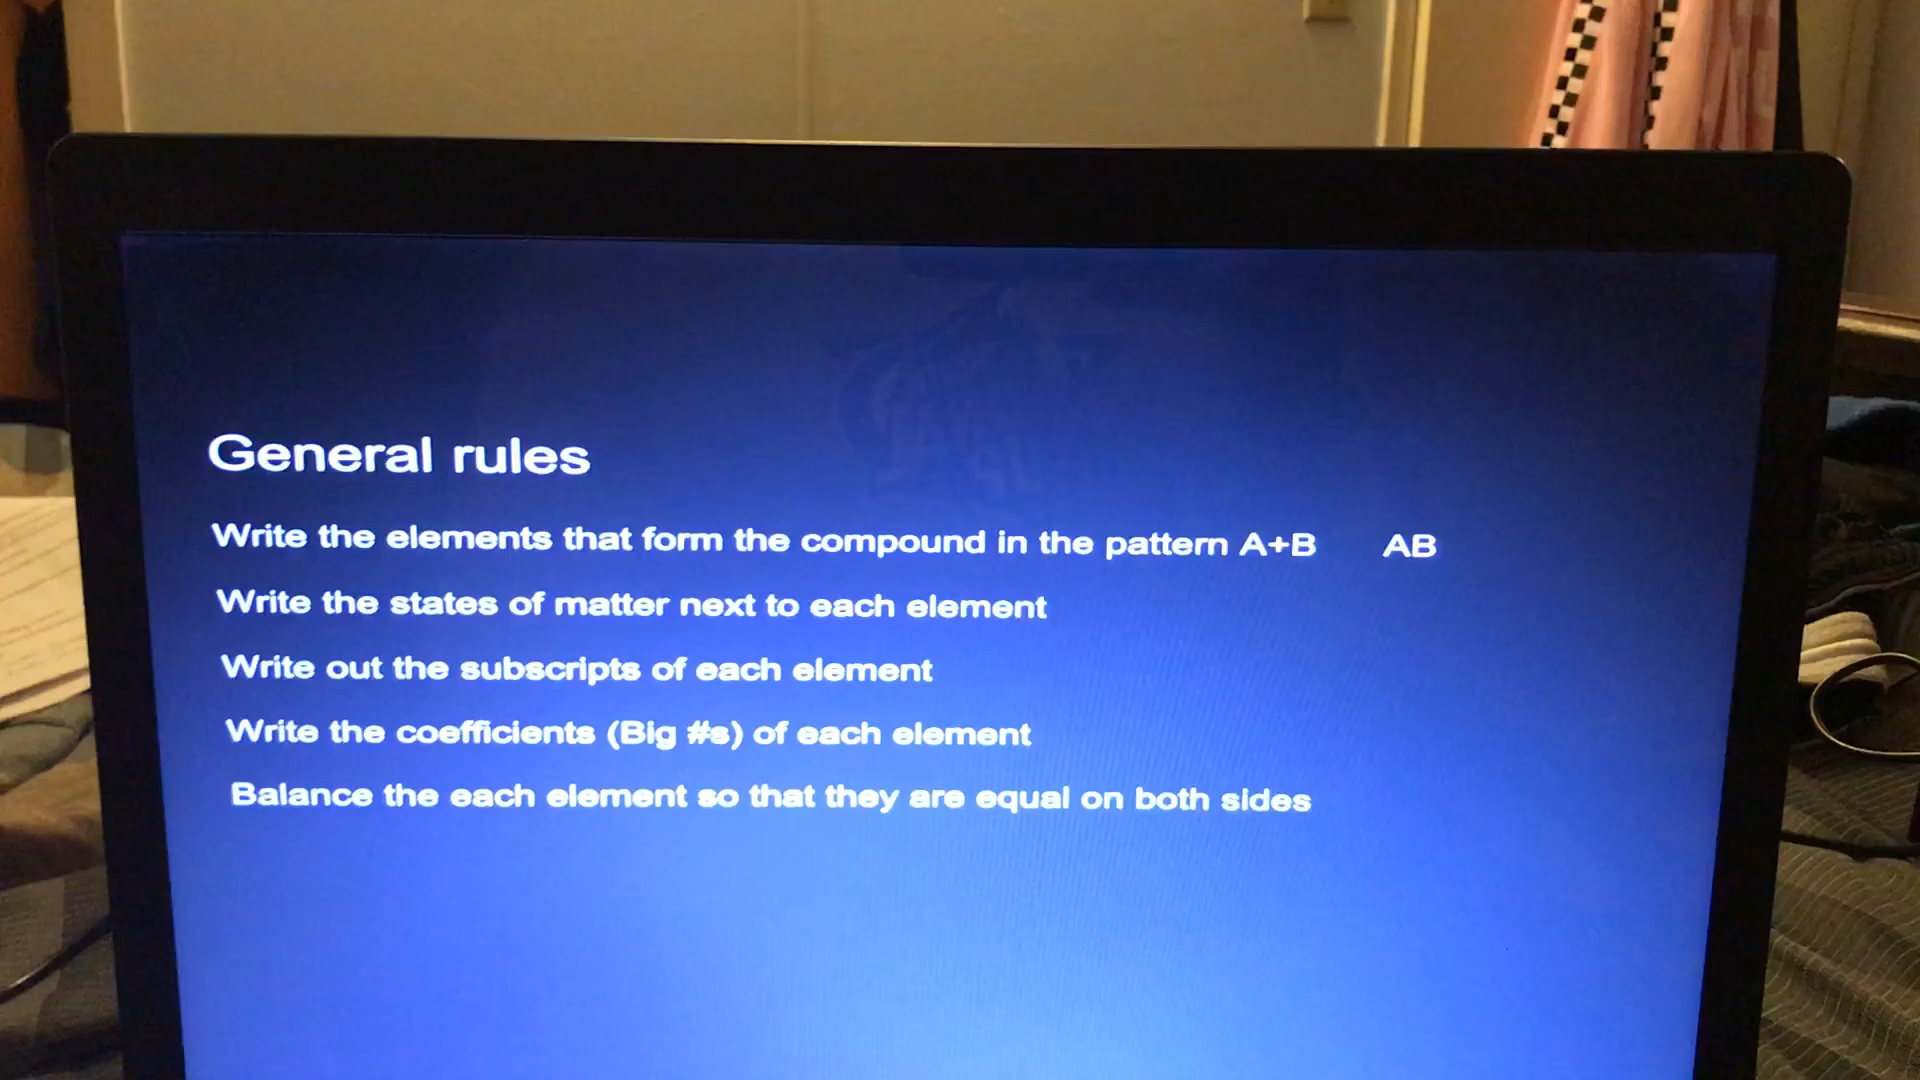 General rules
Write the elements that form the compound in the pattern A+B AB
Write the states of matter next to each element
Write out the subscripts of each element
Write the coefficients (Big #s) of each element
Balance the each element so that they are equal on both sides